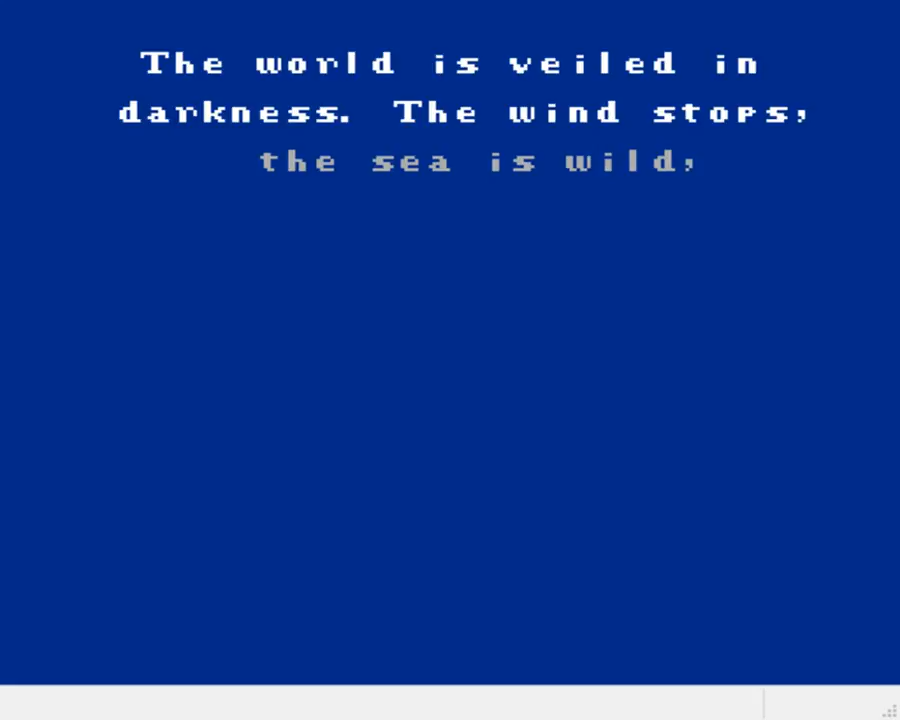 The world is veiled in
darkness. The wind stops,
the sea is wild,